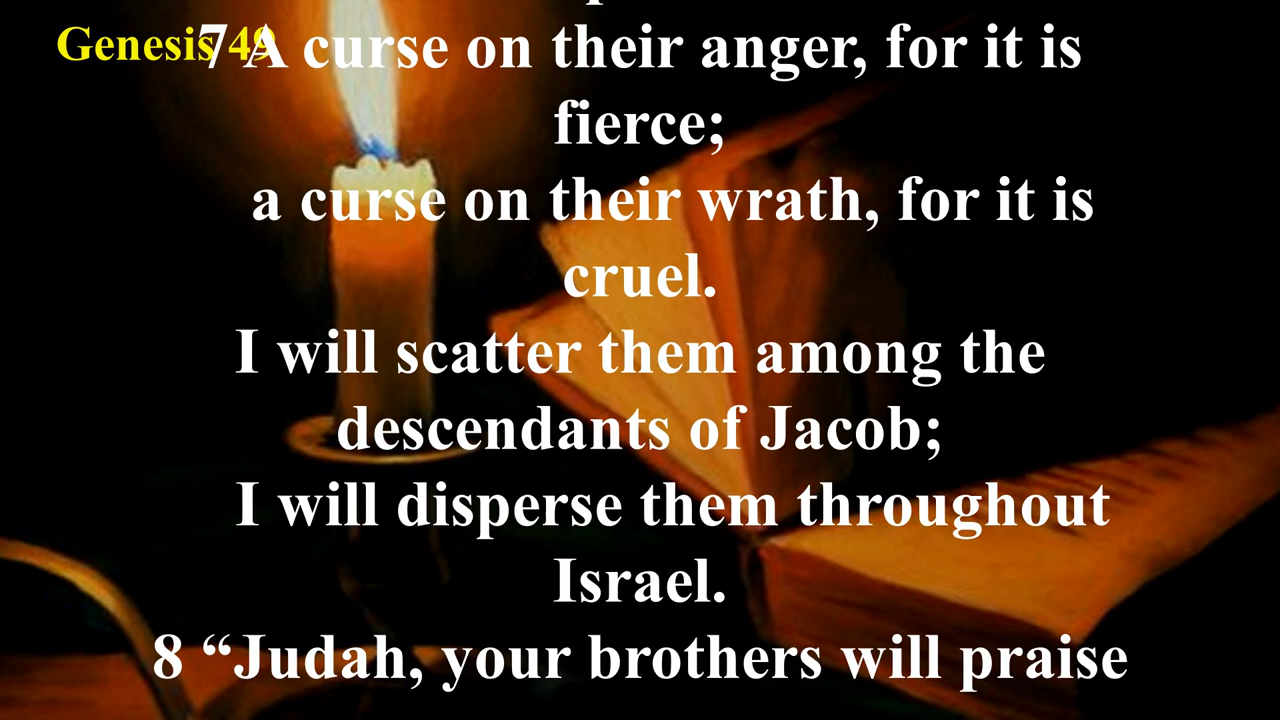 Genesis 49
7 A curse on their anger, for it is
fierce;
a curse on their wrath, for it is
cruel.
I will scatter them among the
descendants of Jacob;
I will disperse them throughout
Israel.
8 “Judah, your brothers will praise